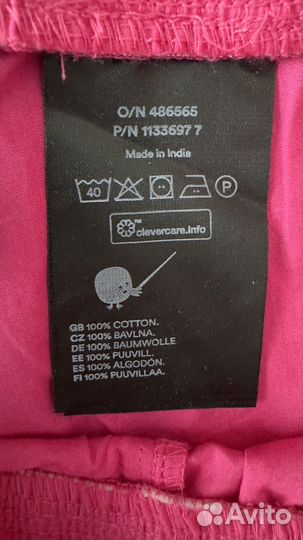 O/N 486565
P/N 1133697 7
Made in India
40 P
™
clevercare.info
GB 100% COTTON.
CZ 100% BAVLNA.
DE 100% BAUMWOLLE
EE 100% PUUVILL.
ES 100% ALGODÓN.
FI 100% PUUVILLAA.
Avito